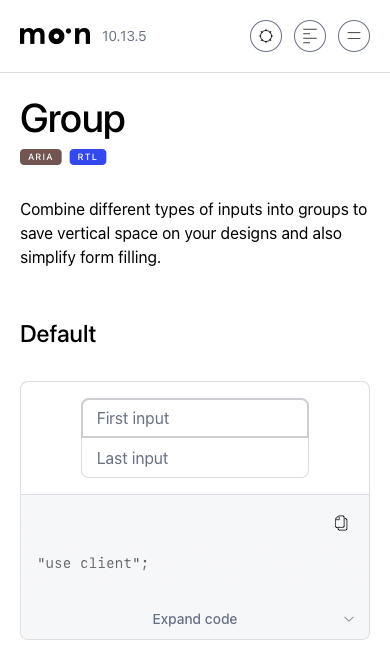 moon 10.13.5
Group
ARIA RTL
Combine different types of inputs into groups to
save vertical space on your designs and also
simplify form filling.
Default
First input
Last input
"use client";
Expand code